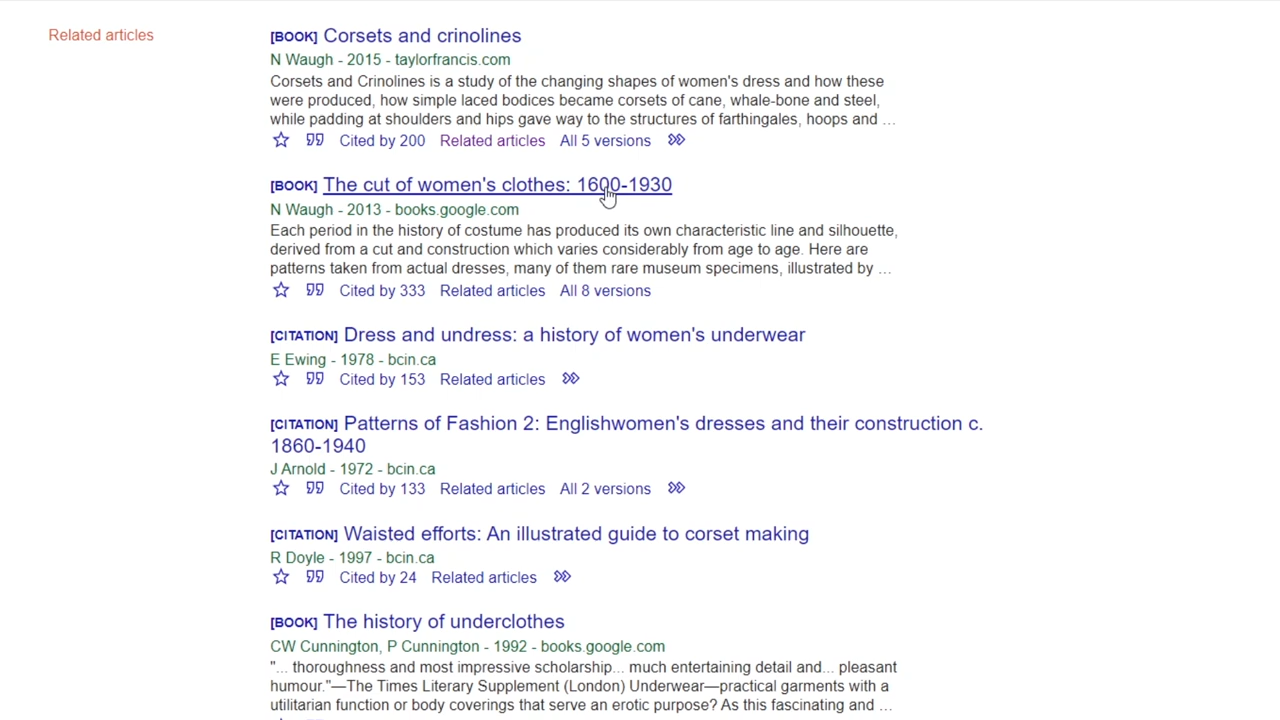 Related articles
[BOOK] Corsets and crinolines
N Waugh - 2015 - taylorfrancis.com
Corsets and Crinolines is a study of the changing shapes of women's dress and how these
were produced, how simple laced bodices became corsets of cane, whale-bone and steel,
while padding at shoulders and hips gave way to the structures of farthingales, hoops and ...
Cited by 200 Related articles All 5 versions
[BOOK] The cut of women's clothes: 1600-1930
N Waugh - 2013 - books.google.com
Each period in the history of costume has produced its own characteristic line and silhouette,
derived from a cut and construction which varies considerably from age to age. Here are
patterns taken from actual dresses, many of them rare museum specimens, illustrated by ...
Cited by 333 Related articles All 8 versions
[CITATION] Dress and undress: a history of women's underwear
E Ewing - 1978 - bcin.ca
Cited by 153 Related articles
[CITATION] Patterns of Fashion 2: Englishwomen's dresses and their construction c.
1860-1940
J Arnold - 1972 - bcin.ca
Cited by 133 Related articles All 2 versions
[CITATION] Waisted efforts: An illustrated guide to corset making
R Doyle - 1997 - bcin.ca
Cited by 24 Related articles
[BOOK] The history of underclothes
CW Cunnington, P Cunnington - 1992 - books.google.com
"... thoroughness and most impressive scholarship... much entertaining detail and... pleasant
humour."—The Times Literary Supplement (London) Underwear—practical garments with a
utilitarian function or body coverings that serve an erotic purpose? As this fascinating and ...